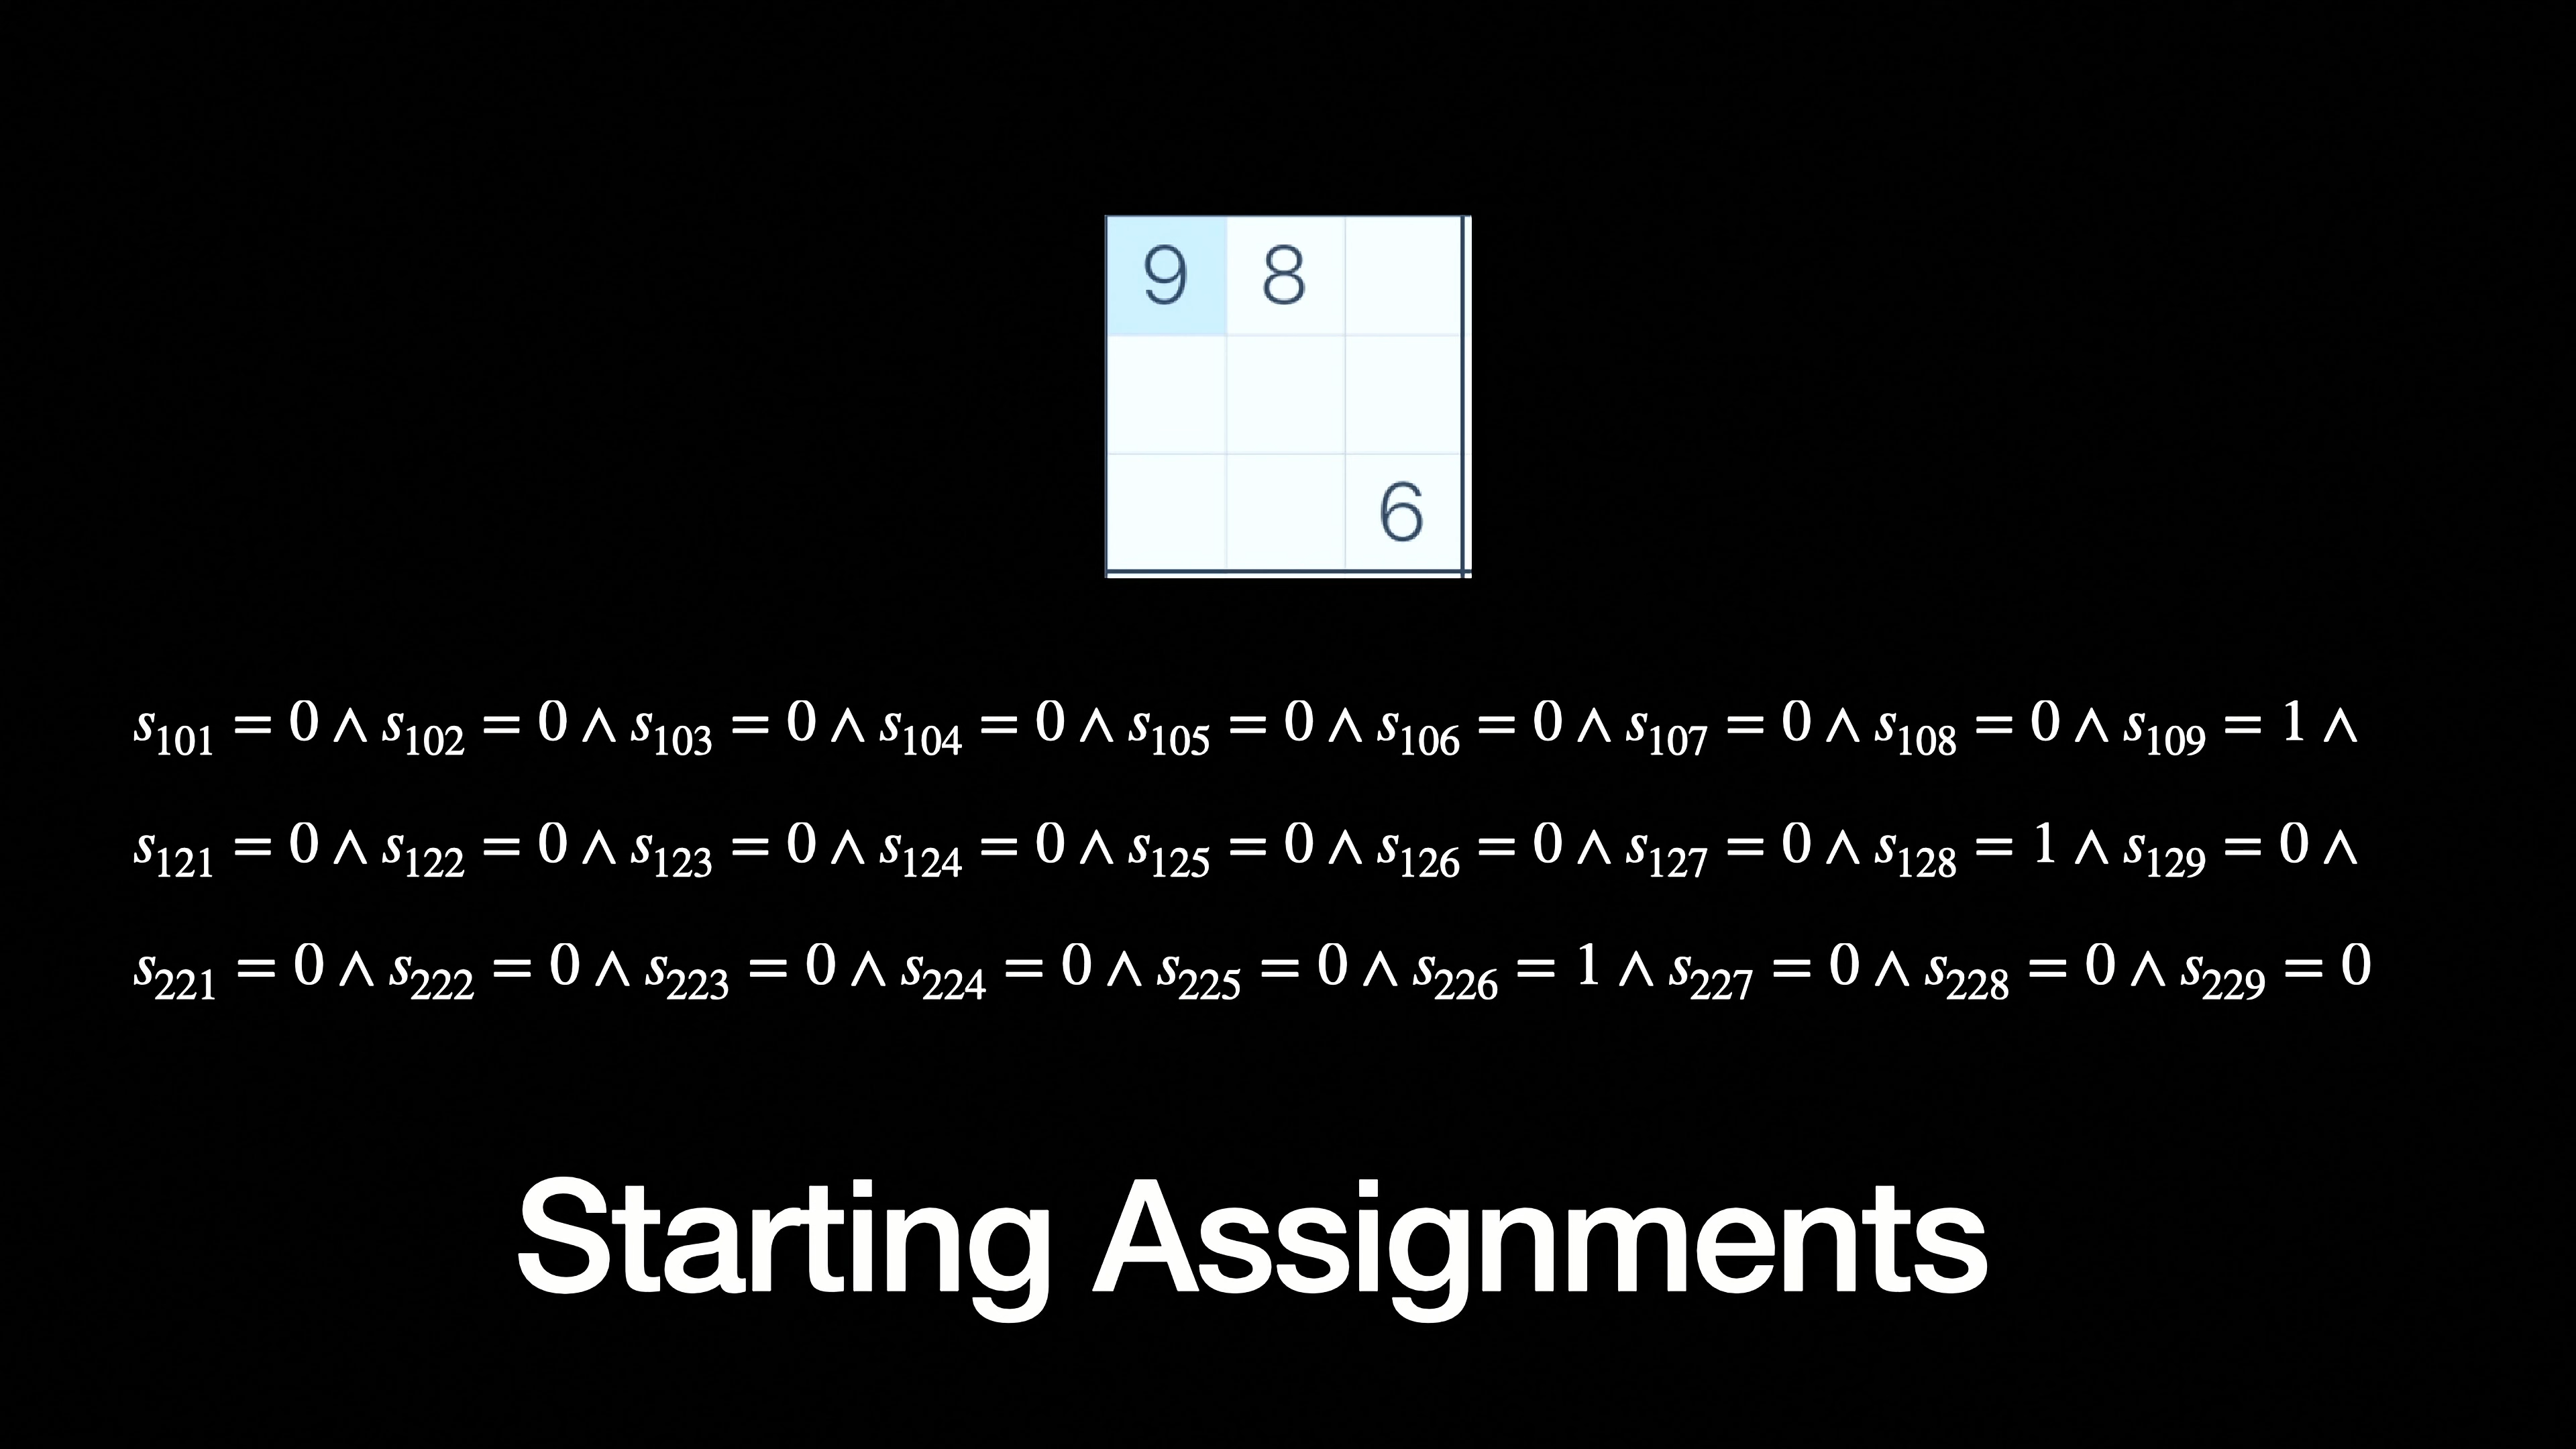 9 8
6
s101 = 0 ∧ s102 = 0 ∧ s103 = 0 ∧ s104 = 0 ∧ s105 = 0 ∧ s106 = 0 ∧ s107 = 0 ∧ s108 = 0 ∧ s109 = 1 ∧
s121 = 0 ∧ s122 = 0 ∧ s123 = 0 ∧ s124 = 0 ∧ s125 = 0 ∧ s126 = 0 ∧ s127 = 0 ∧ s128 = 1 ∧ s129 = 0 ∧
s221 = 0 ∧ s222 = 0 ∧ s223 = 0 ∧ s224 = 0 ∧ s225 = 0 ∧ s226 = 1 ∧ s227 = 0 ∧ s228 = 0 ∧ s229 = 0
Starting Assignments